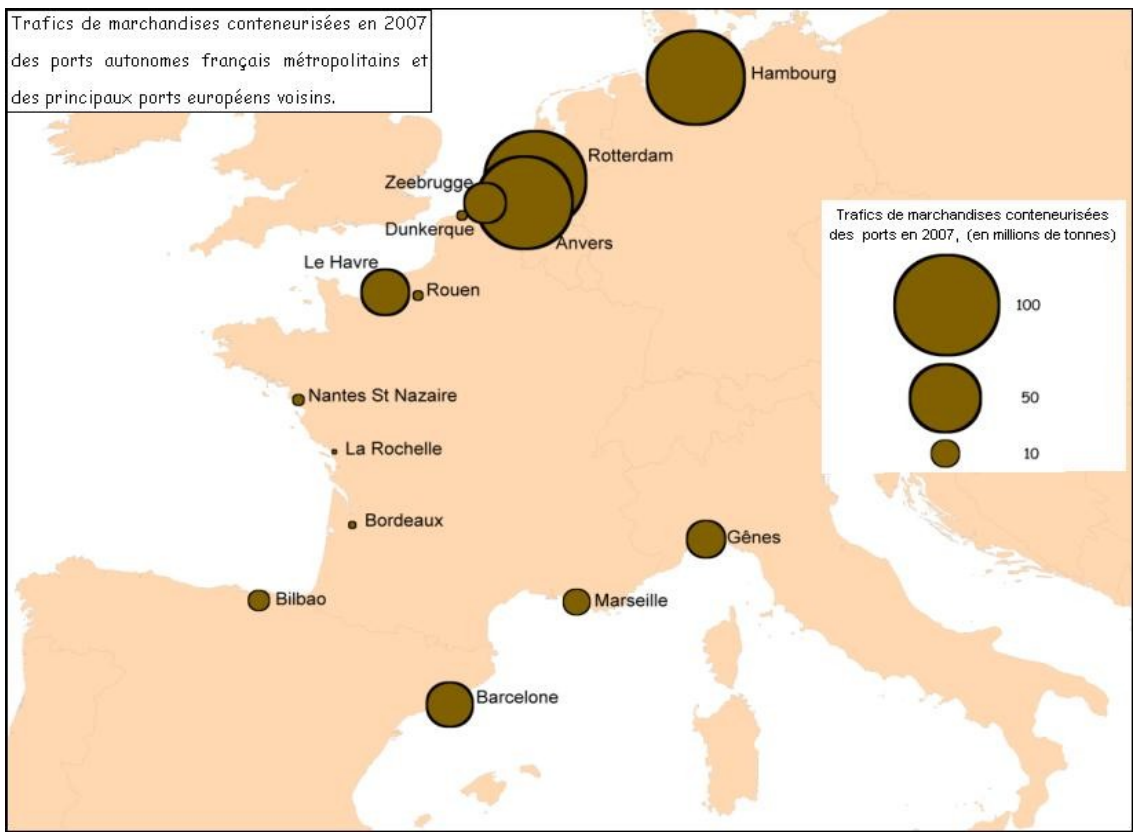 Trafics de marchandises conteneurisées en 2007
des ports autonomes français métropolitains et
des principaux ports européens voisins.
Hambourg
Rotterdam
Zeebrugge
Dunkerque
Anvers
Le Havre
Rouen
Nantes St Nazaire
La Rochelle
Bordeaux
Gênes
Bilbao
Marseille
Barcelone
Trafics de marchandises conteneurisées
des ports en 2007, (en millions de tonnes)
100
50
10